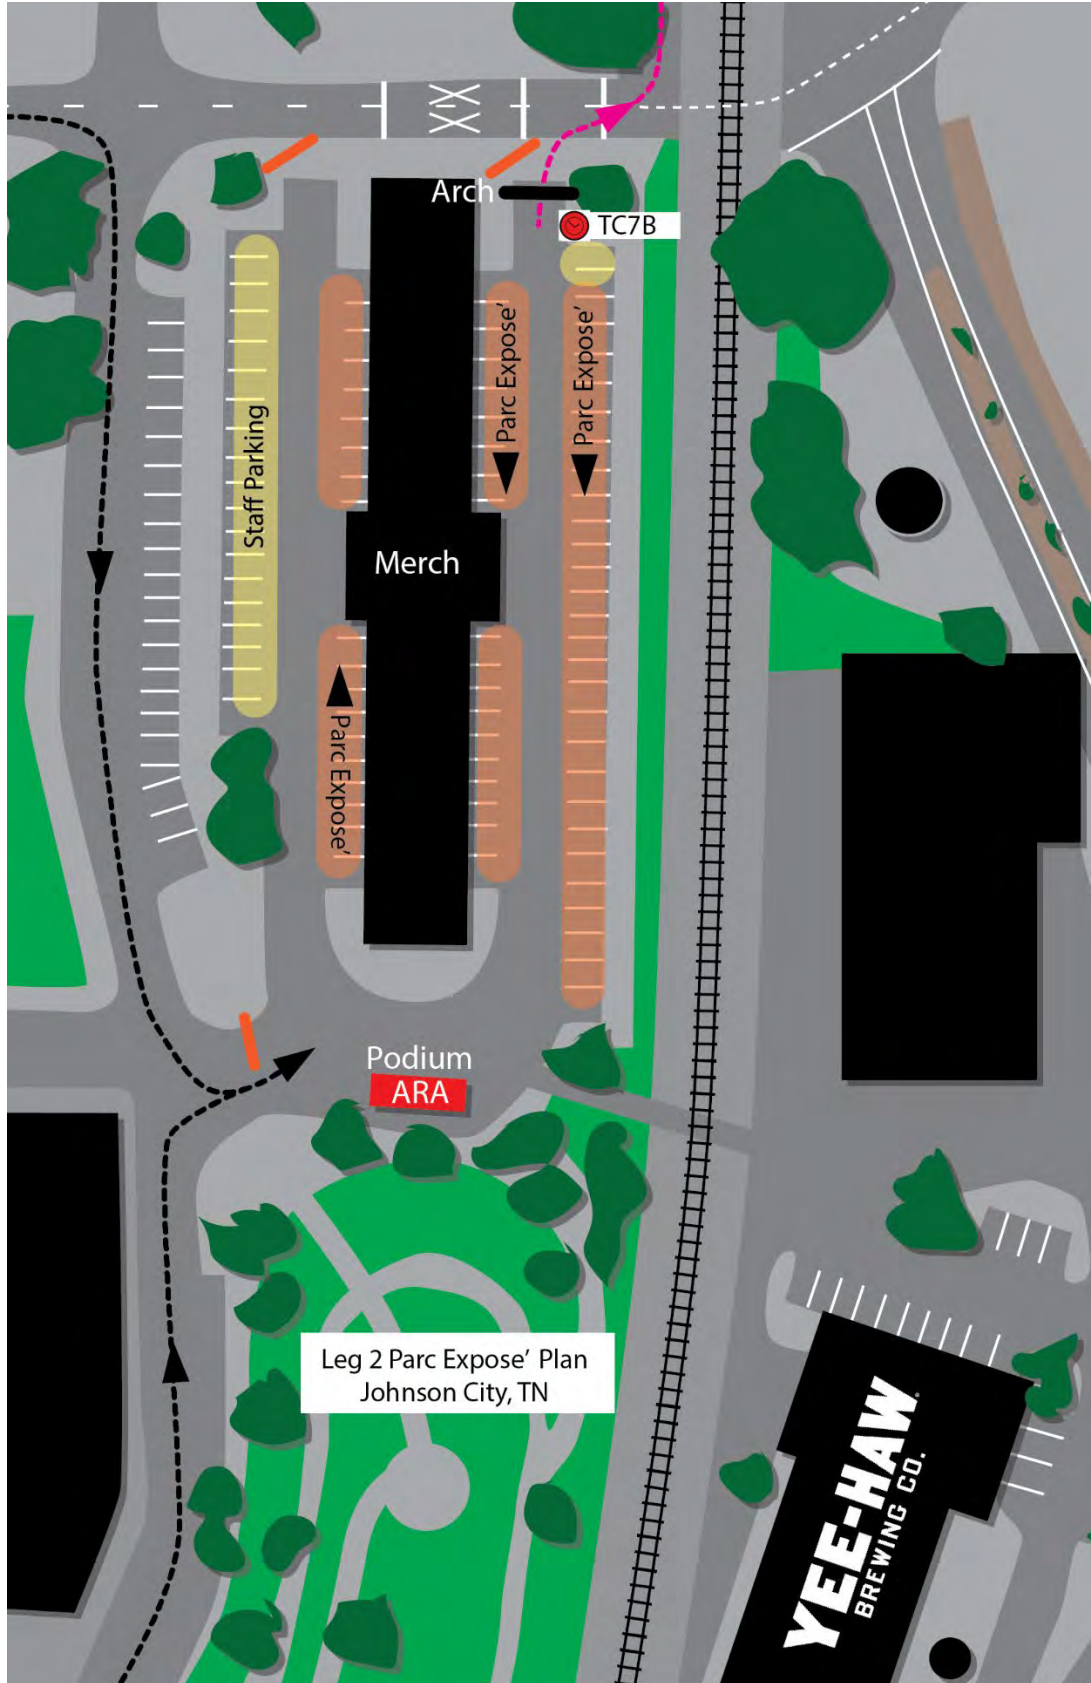 Arch
TC7B
Parc Expose'
Parc Expose'
Staff Parking
Merch
Parc Expose'
Podium
ARA
Leg 2 Parc Expose' Plan
Johnson City, TN
YEE-HAW
BREWING CO.